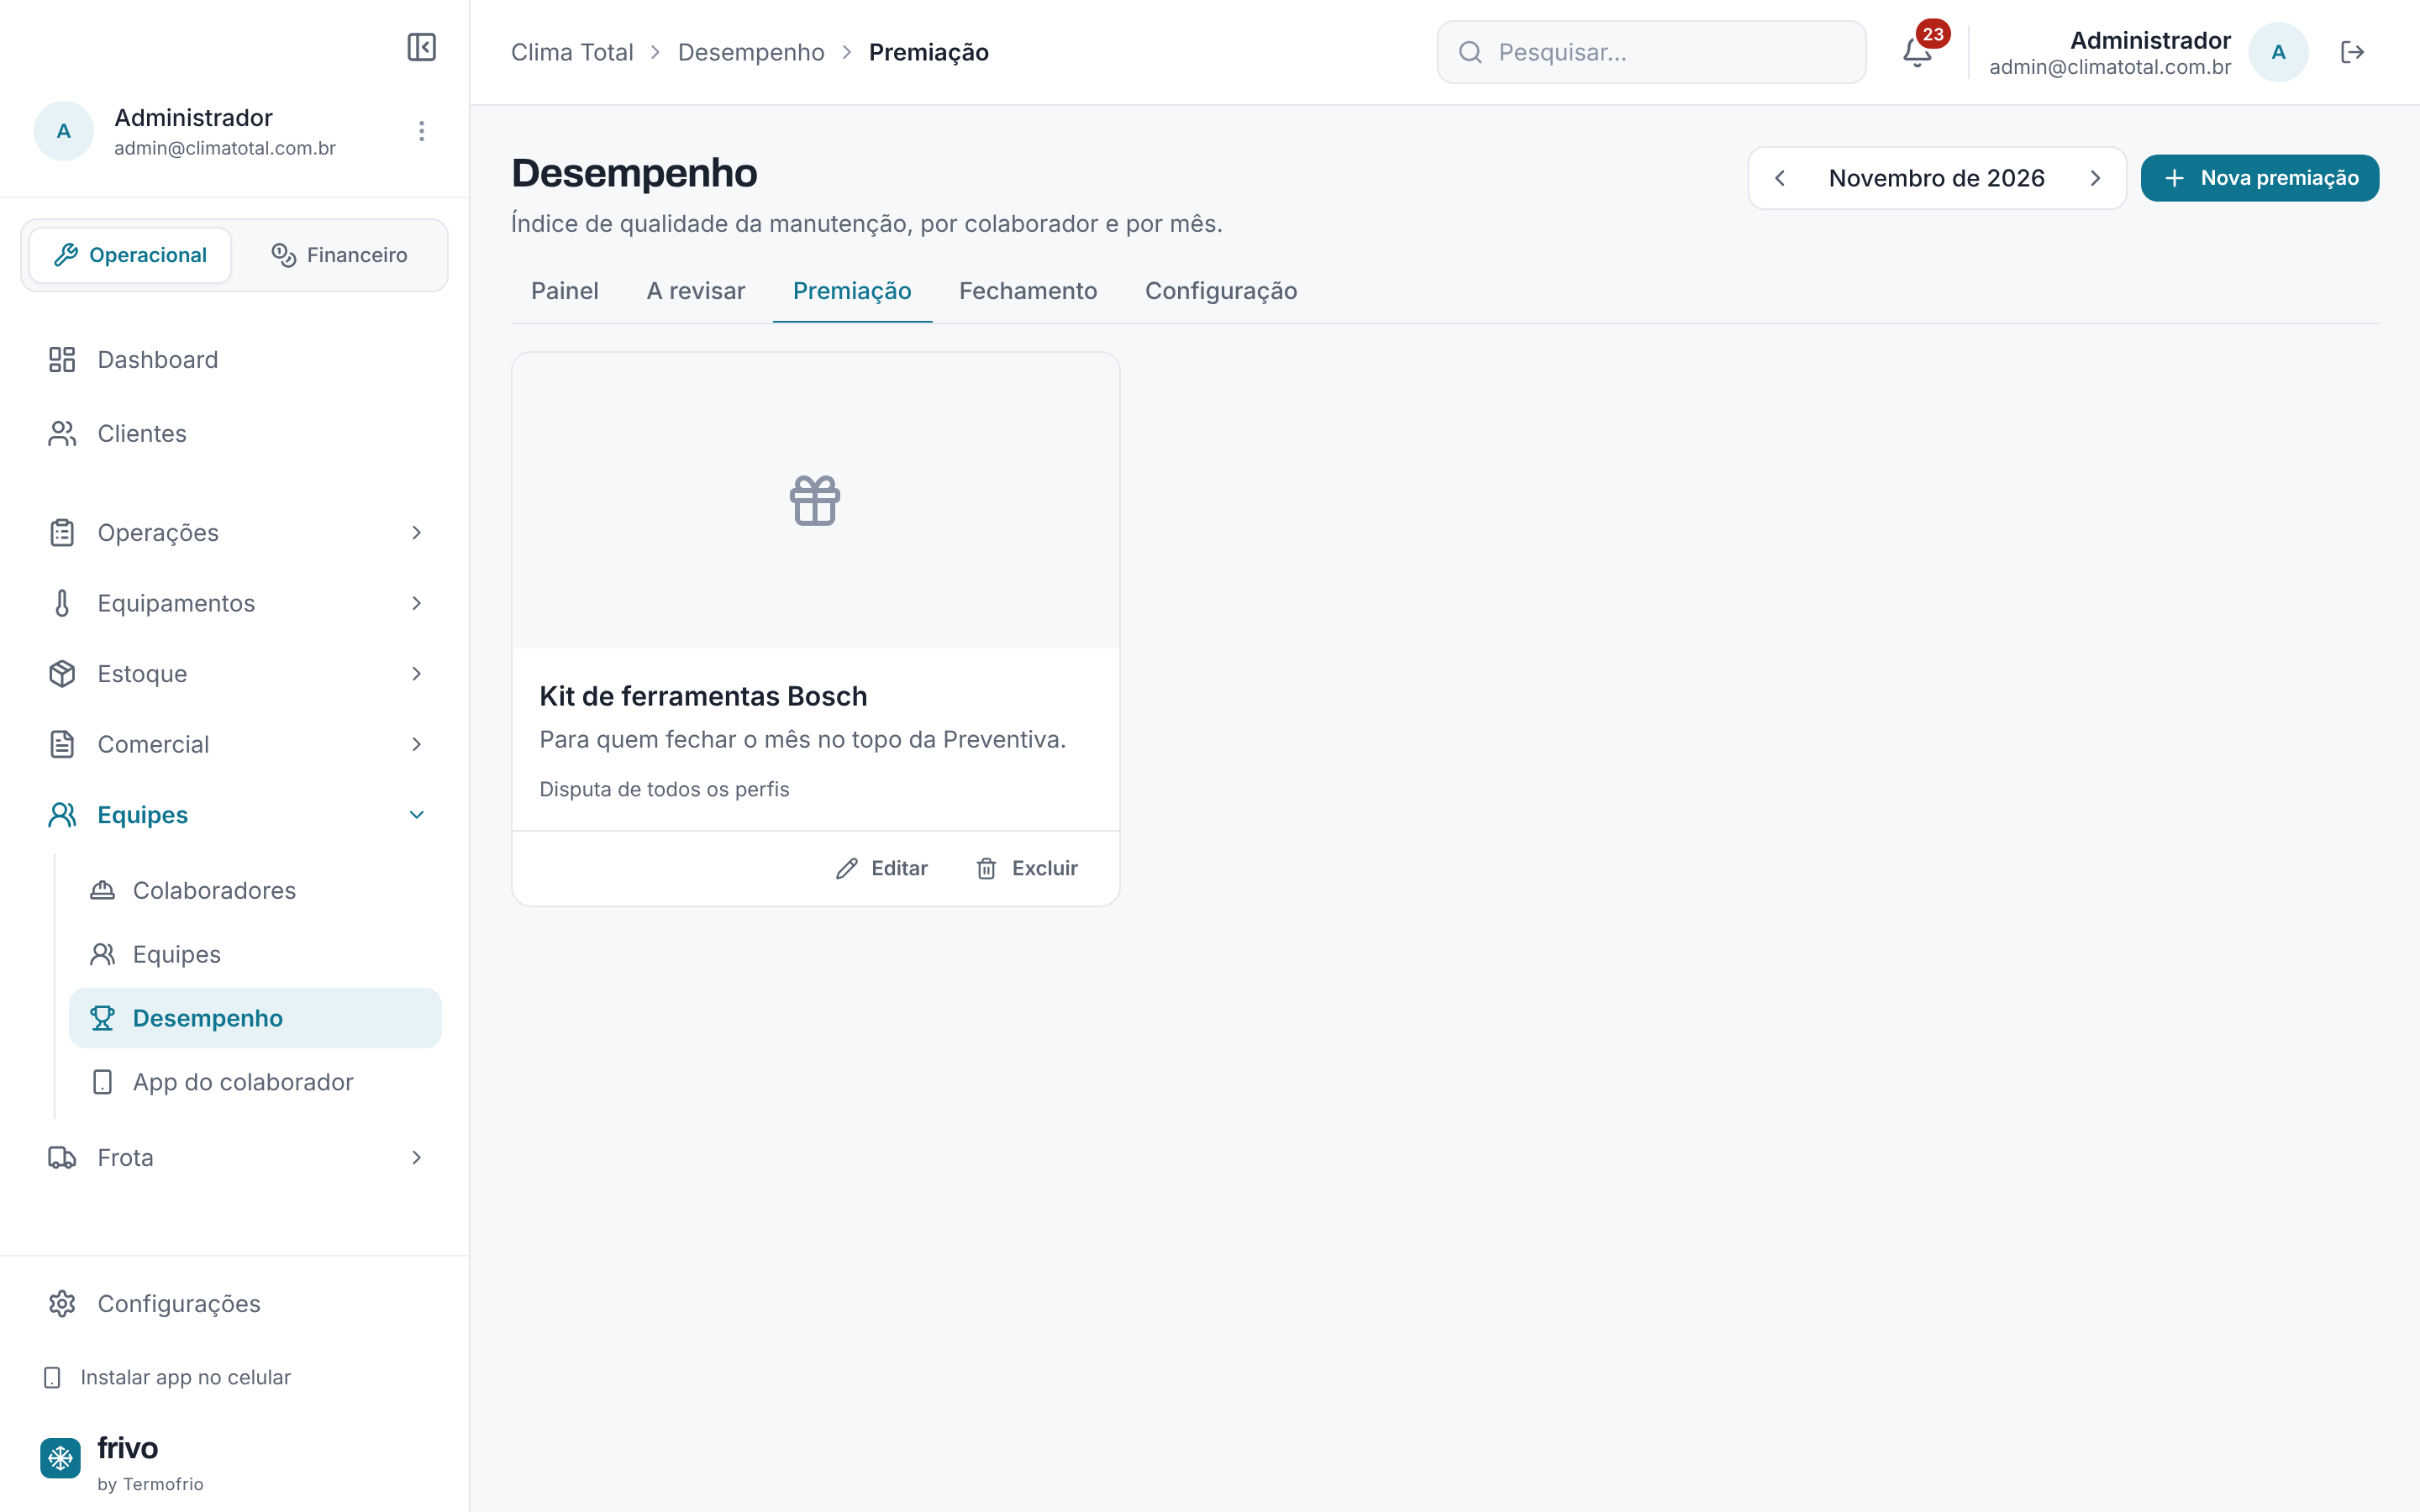 Administrador
admin@climatotal.com.br
A
Operacional
Financeiro
Dashboard
Clientes
Operações
Equipamentos
Estoque
Comercial
Equipes
Colaboradores
Equipes
Desempenho
App do colaborador
Frota
Configurações
Instalar app no celular
frivo
by Termofrio
Clima Total
Desempenho
Premiação
Pesquisar...
23
Administrador
admin@climatotal.com.br
A
Desempenho
Índice de qualidade da manutenção, por colaborador e por mês.
Novembro de 2026
Nova premiação
Painel
A revisar
Premiação
Fechamento
Configuração
Kit de ferramentas Bosch
Para quem fechar o mês no topo da Preventiva.
Disputa de todos os perfis
Editar
Excluir